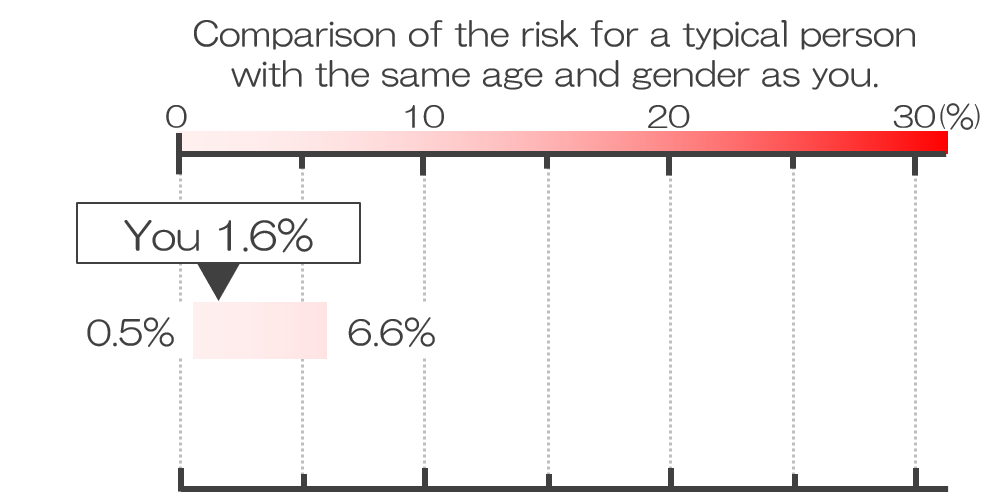 Comparison of the risk for a typical person
with the same age and gender as you.
0 10 20 30(%)
You 1.6%
0.5% 6.6%